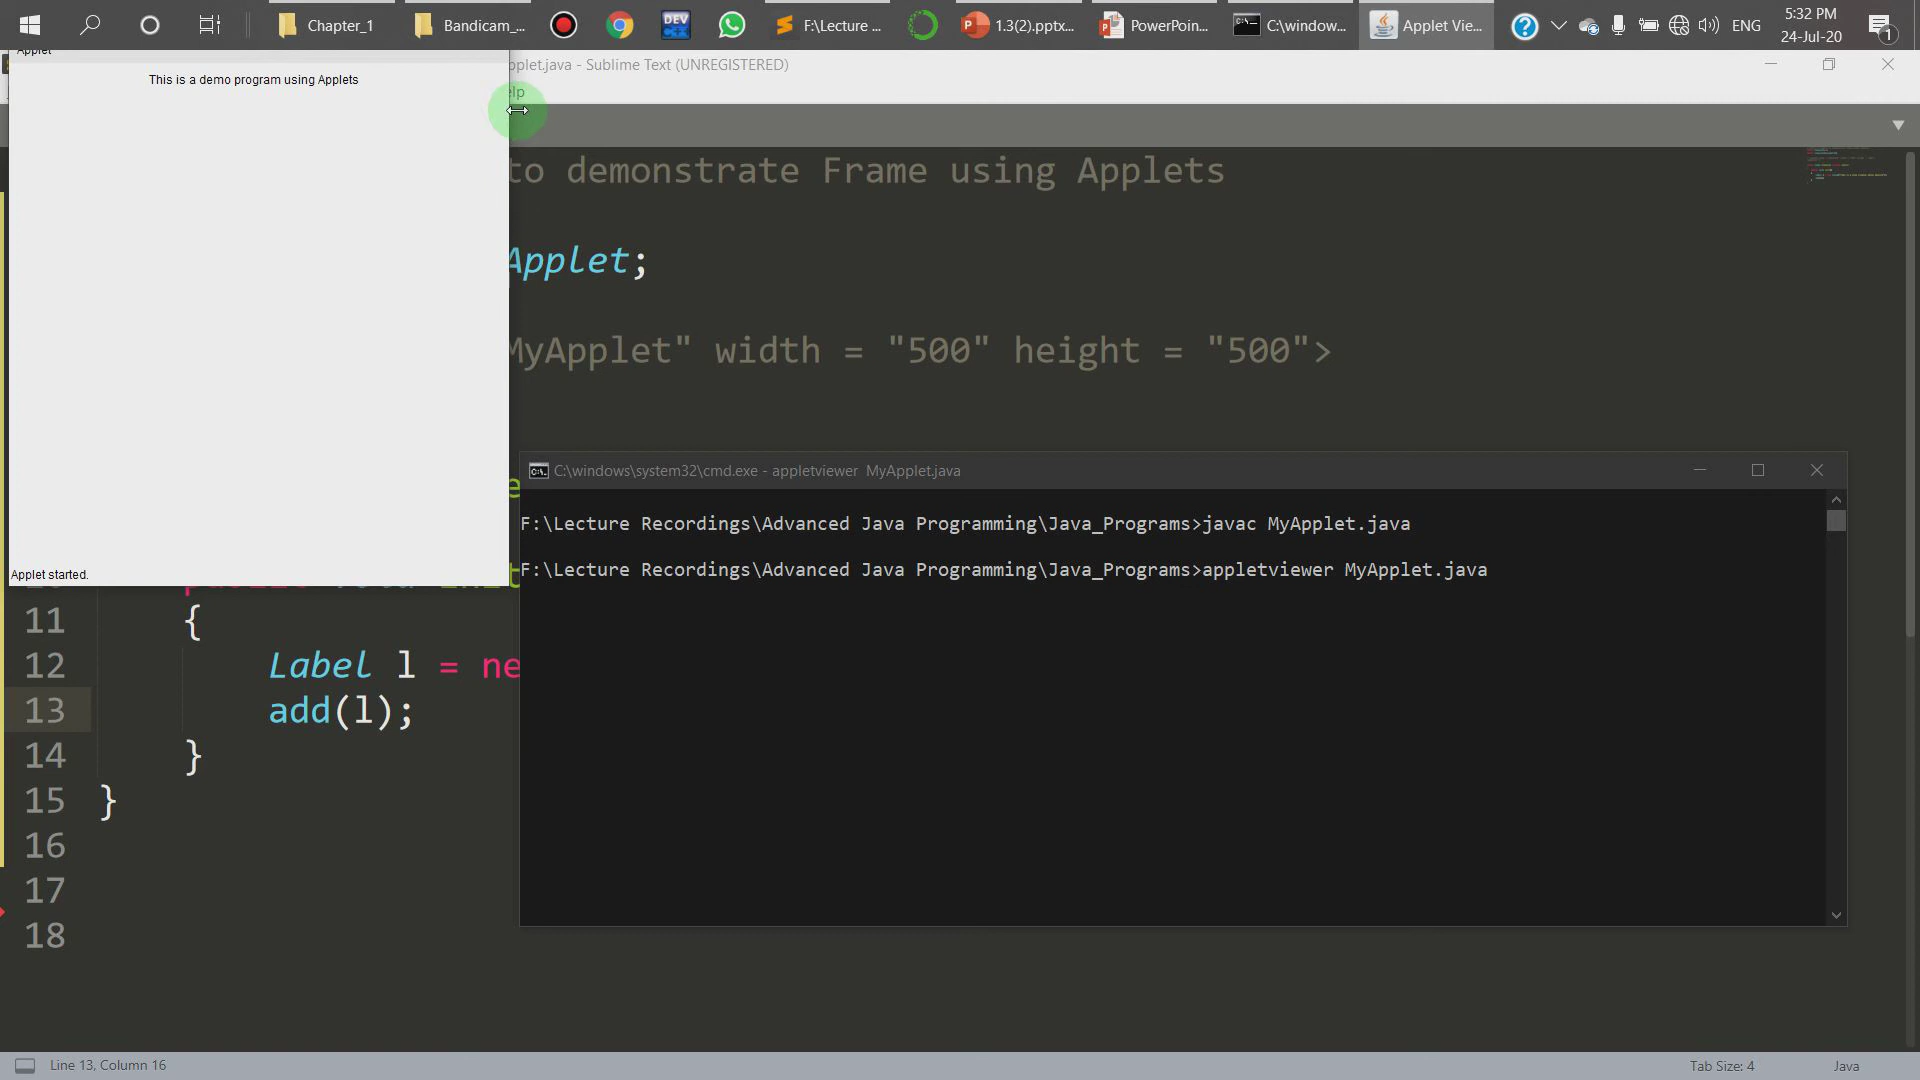 Chapter_1
Bandicam_...
DEV
C++
F:\Lecture ...
1.3(2).pptx...
PowerPoin...
C:\window...
Applet Vie...
ENG
5:32 PM
24-Jul-20
1
Applet
pplet.java - Sublime Text (UNREGISTERED)
This is a demo program using Applets
elp
to demonstrate Frame using Applets
Applet;
MyApplet" width = "500" height = "500">
C:\windows\system32\cmd.exe - appletviewer  MyApplet.java
F:\Lecture Recordings\Advanced Java Programming\Java_Programs>javac MyApplet.java
F:\Lecture Recordings\Advanced Java Programming\Java_Programs>appletviewer MyApplet.java
Applet started.
11 {
12 Label l = ne
13 add(l);
14 }
15 }
16
17
18
Line 13, Column 16
Tab Size: 4
Java